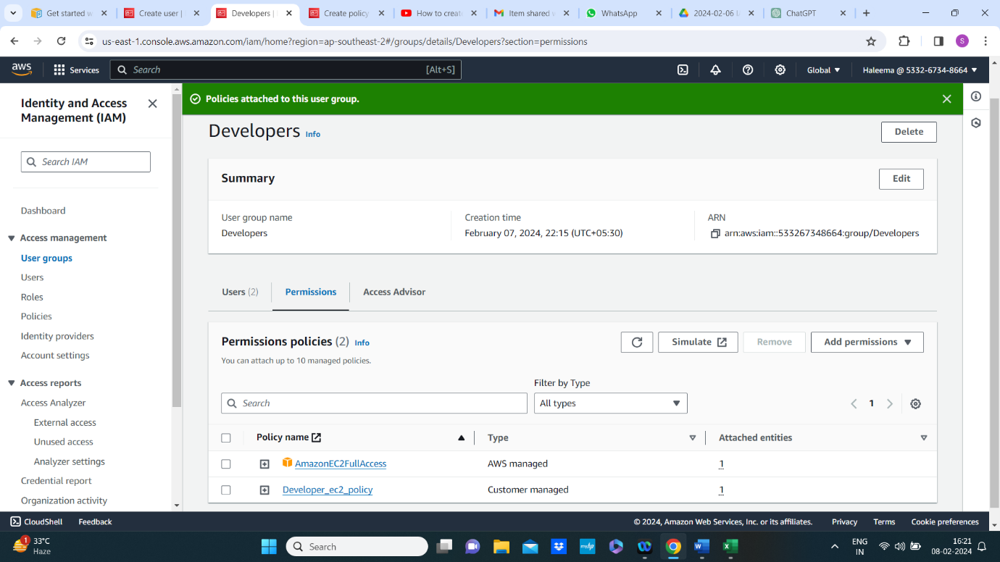 Get started w
Create user |
Developers |
Create policy
How to creat
Item shared w
WhatsApp
2024-02-06 I
ChatGPT
us-east-1.console.aws.amazon.com/iam/home?region=ap-southeast-2#/groups/details/Developers?section=permissions
S
aws
Services
Search
[Alt+S]
Global
Haleema @ 5332-6734-8664
Identity and Access
Management (IAM)
Search IAM
Dashboard
Access management
User groups
Users
Roles
Policies
Identity providers
Account settings
Access reports
Access Analyzer
External access
Unused access
Analyzer settings
Credential report
Organization activity
Policies attached to this user group.
Developers Info
Delete
Summary
Edit
User group name
Developers
Creation time
February 07, 2024, 22:15 (UTC+05:30)
ARN
arn:aws:iam::533267348664:group/Developers
Users (2)
Permissions
Access Advisor
Permissions policies (2) Info
You can attach up to 10 managed policies.
Simulate
Remove
Add permissions
Filter by Type
Search
All types
1
Policy name
Type
Attached entities
AmazonEC2FullAccess
AWS managed
1
Developer_ec2_policy
Customer managed
1
CloudShell
Feedback
© 2024, Amazon Web Services, Inc. or its affiliates.
Privacy
Terms
Cookie preferences
1
33°C
Haze
Search
myhp
ENG
IN
16:21
08-02-2024